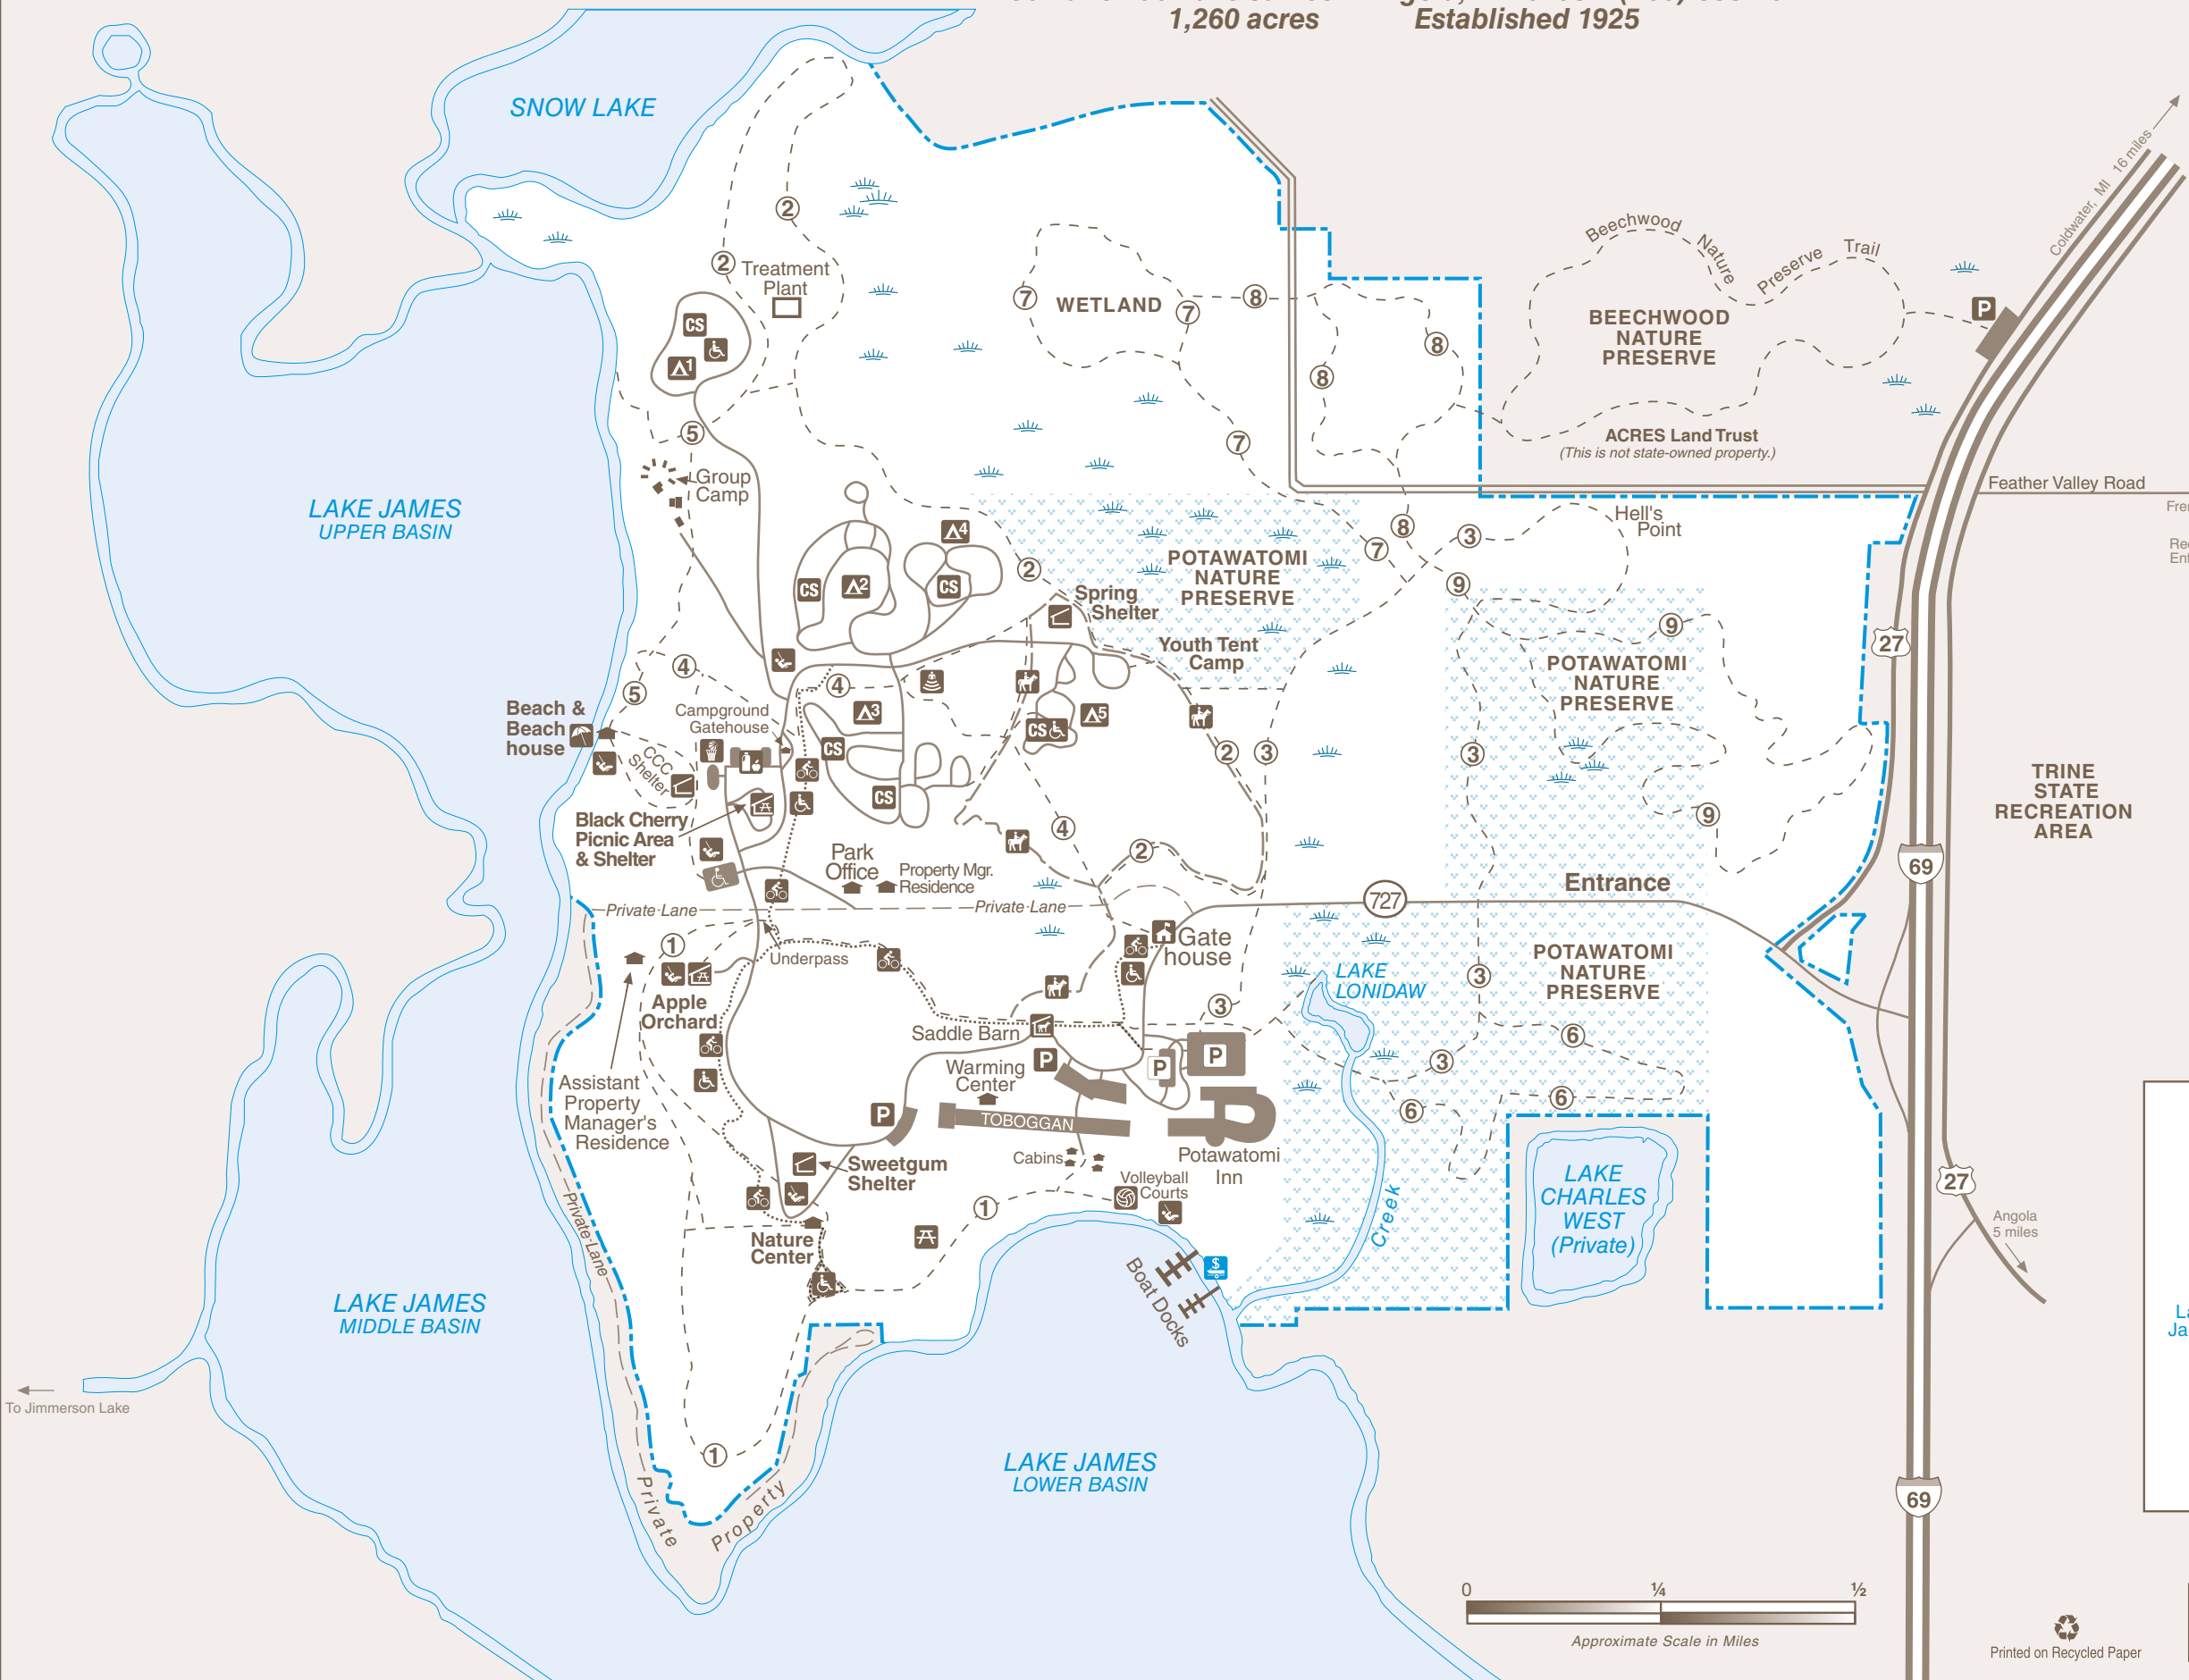 1,260 acres Established 1925
SNOW LAKE
Coldwater, MI 16 miles
2
2
Treatment
Plant
CS
1
7
WETLAND
7
8
8
8
Beechwood Nature Preserve Trail
BEECHWOOD
NATURE
PRESERVE
P
ACRES Land Trust
(This is not state-owned property.)
5
7
Group
Camp
Feather Valley Road
LAKE JAMES
UPPER BASIN
4
CS
2
CS
2
POTAWATOMI
NATURE
PRESERVE
7
8
3
Hell's
Point
9
Spring
Shelter
Youth Tent
Camp
27
9
POTAWATOMI
NATURE
PRESERVE
4
5
4
Beach &
Beach
house
Campground
Gatehouse
3
CS
CS
5
CCC
Shelter
2
3
3
9
TRINE
STATE
RECREATION
AREA
CS
4
Black Cherry
Picnic Area
& Shelter
Park
Office
Property Mgr.
Residence
2
69
Entrance
Private Lane
Private Lane
727
1
Underpass
Gate
house
POTAWATOMI
NATURE
PRESERVE
LAKE
LONIDAW
3
Apple
Orchard
3
Saddle Barn
6
P
Warming
Center
P
P
3
Assistant
Property
Manager's
Residence
P
TOBOGGAN
6
6
Cabins
Potawatomi
Inn
Sweetgum
Shelter
Volleyball
Courts
LAKE
CHARLES
WEST
(Private)
27
Angola
5 miles
Private Lane
1
Nature
Center
Creek
$
Boat Docks
LAKE JAMES
MIDDLE BASIN
To Jimmerson Lake
1
Private Property
LAKE JAMES
LOWER BASIN
69
0 ¼ ½
Approximate Scale in Miles
Printed on Recycled Paper